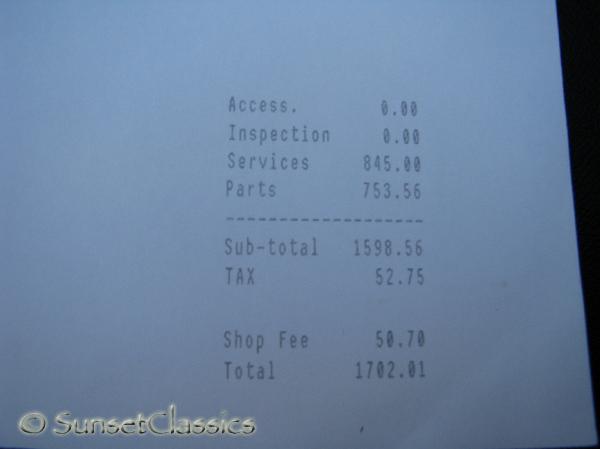 Access. 0.00
Inspection 0.00
Services 845.00
Parts 753.56
--------------------
Sub-total 1598.56
TAX 52.75
Shop Fee 50.70
Total 1702.01
© SunsetClassics